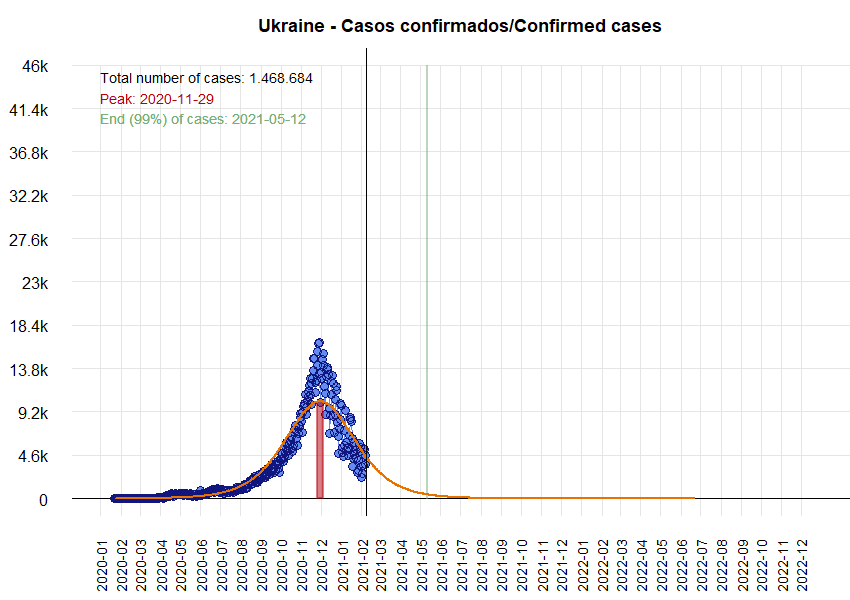 Ukraine - Casos confirmados/Confirmed cases
46k
Total number of cases: 1.468.684
Peak: 2020-11-29
41.4k
End (99%) of cases: 2021-05-12
36.8k
32.2k
27.6k
23k
18.4k
13.8k
9.2k
4.6k
0
2020-01
2020-02
2020-03
2020-04
2020-05
2020-06
2020-07
2020-08
2020-09
2020-10
2020-11
2020-12
2021-01
2021-02
2021-03
2021-04
2021-05
2021-06
2021-07
2021-08
2021-09
2021-10
2021-11
2021-12
2022-01
2022-02
2022-03
2022-04
2022-05
2022-06
2022-07
2022-08
2022-09
2022-10
2022-11
2022-12